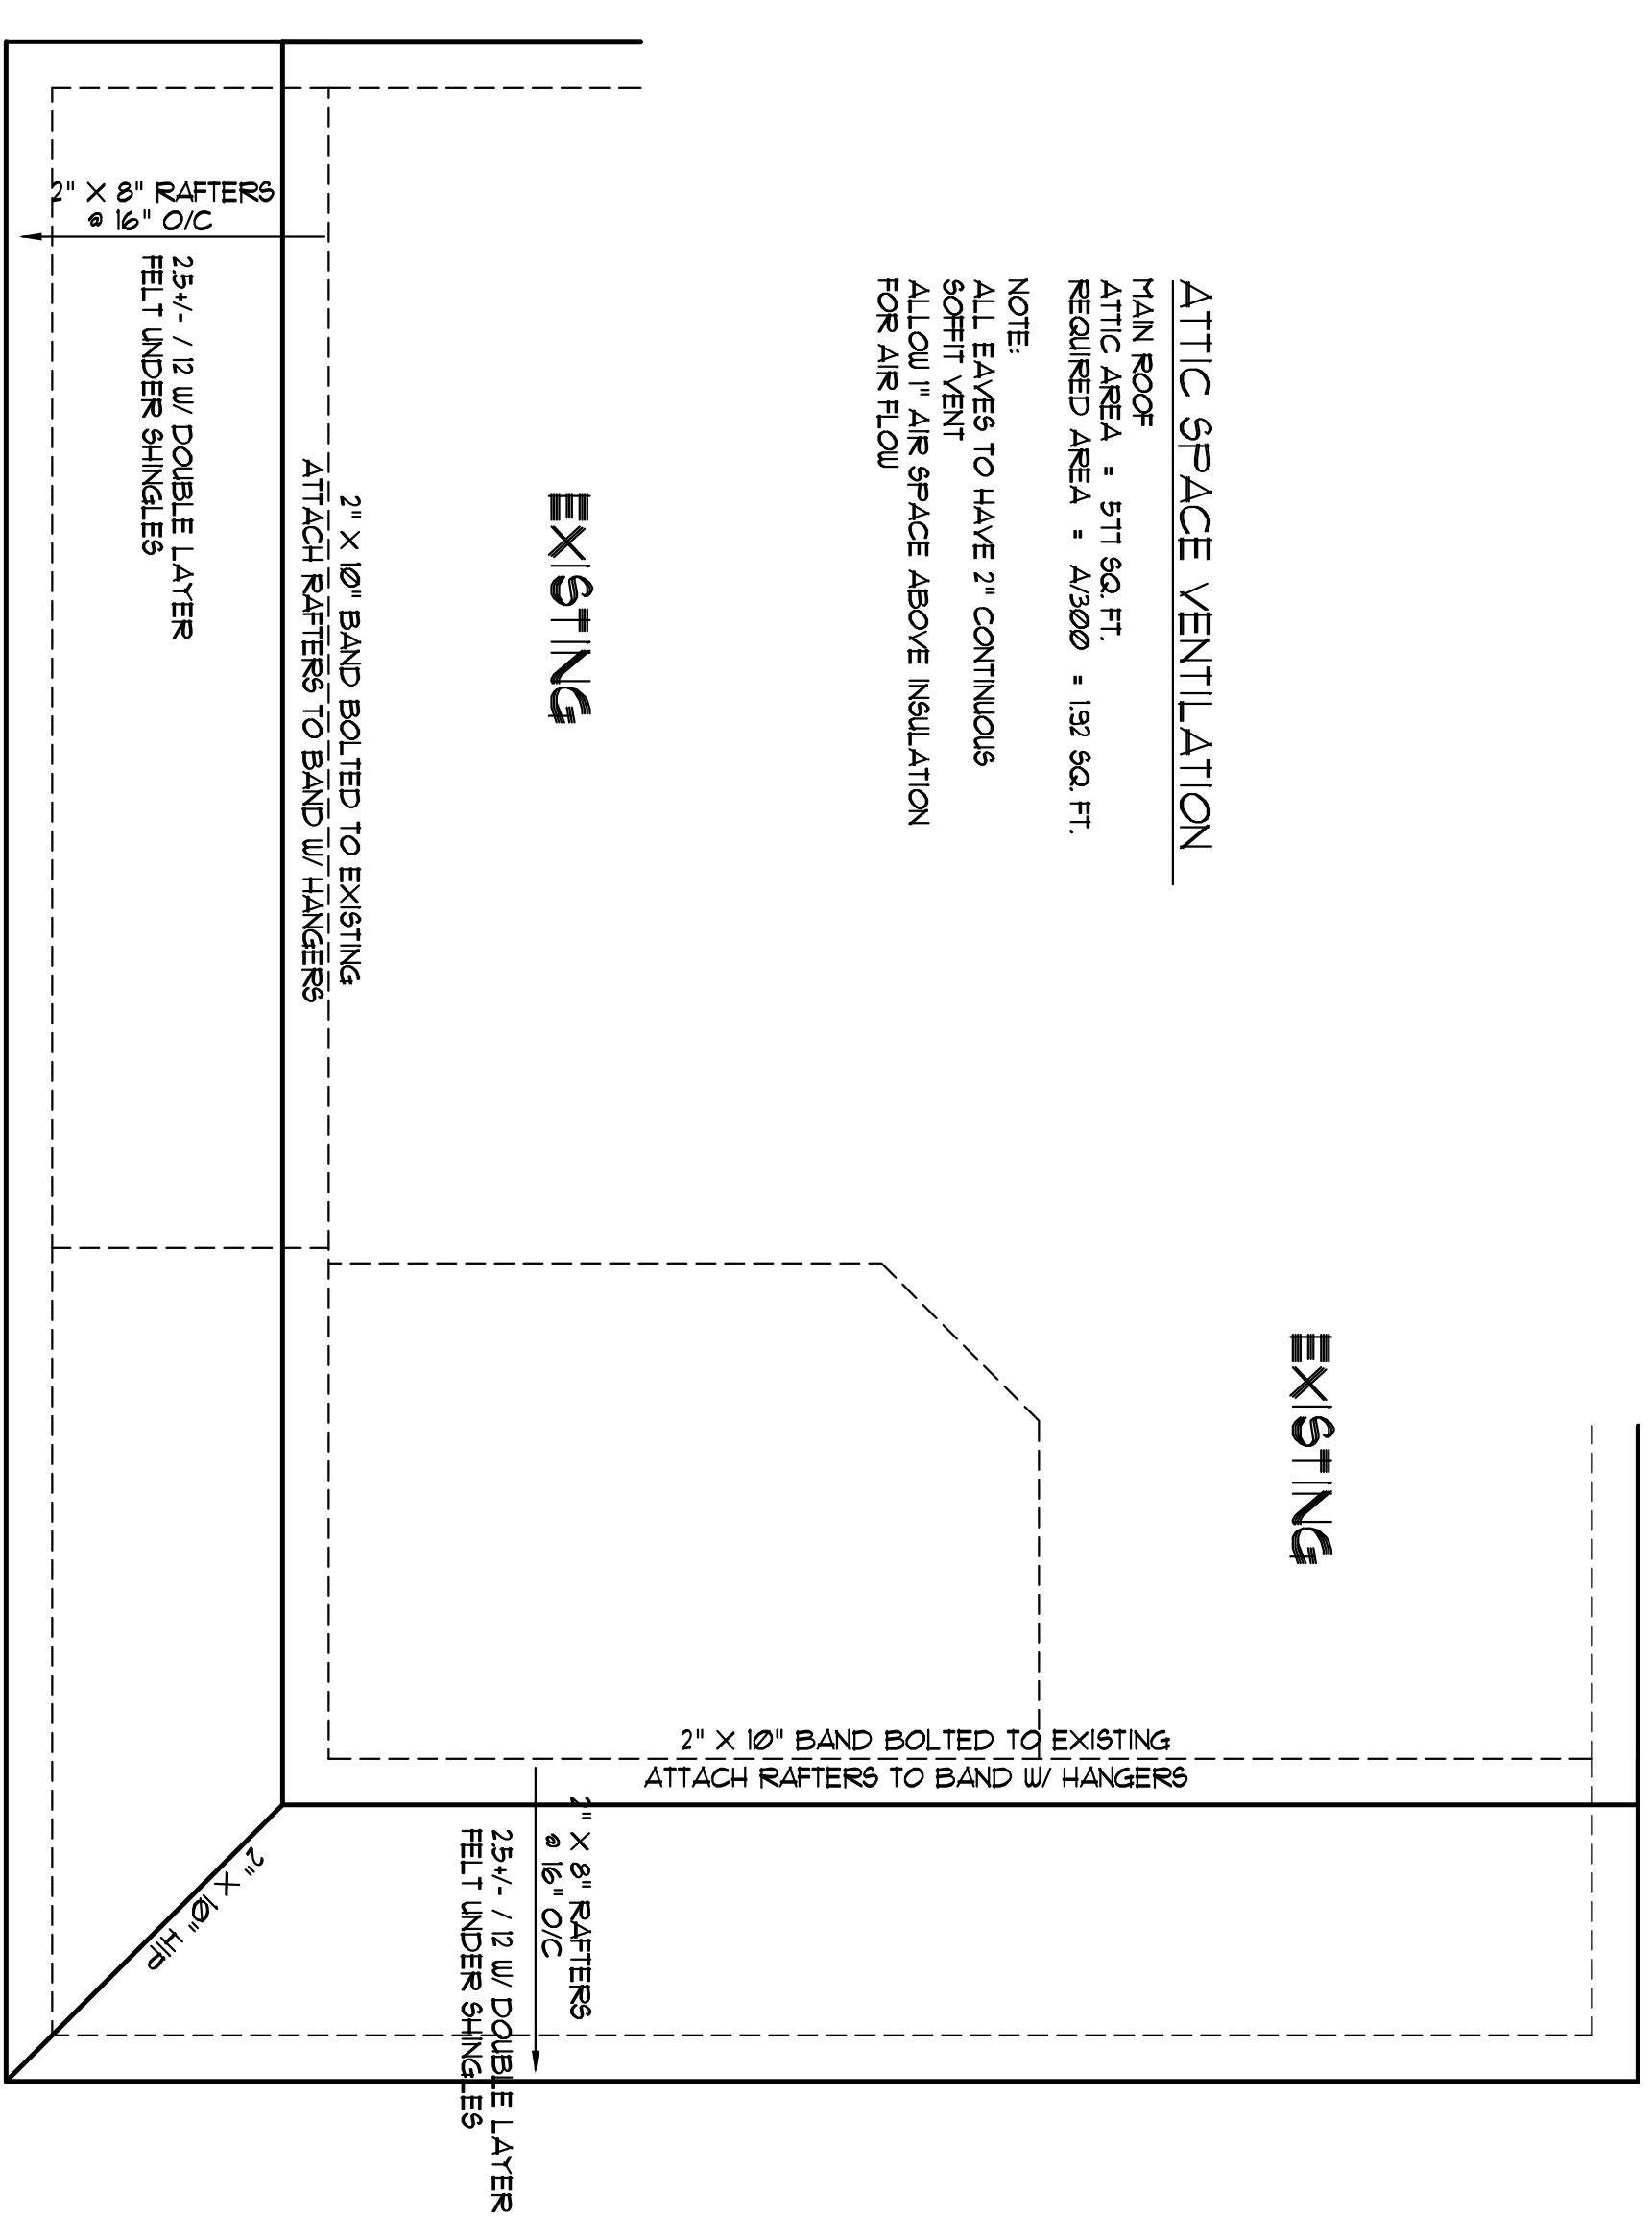 ATTIC SPACE VENTILATION
MAIN ROOF
ATTIC AREA = 577 SQ. FT.
REQUIRED AREA = A/300 = 1.92 SQ. FT.
NOTE:
ALL EAVES TO HAVE 2" CONTINUOUS
SOFFIT VENT
ALLOW 1" AIR SPACE ABOVE INSULATION
FOR AIR FLOW
EXISTING
EXISTING
2" X 10" BAND BOLTED TO EXISTING
ATTACH RAFTERS TO BAND W/ HANGERS
2" X 8" RAFTERS
@ 16" O/C
2.5+/- / 12 W/ DOUBLE LAYER
FELT UNDER SHINGLES
2" X 10" BAND BOLTED TO EXISTING
ATTACH RAFTERS TO BAND W/ HANGERS
2" X 8" RAFTERS
@ 16" O/C
2.5+/- / 12 W/ DOUBLE LAYER
FELT UNDER SHINGLES
2" X 10" HIP